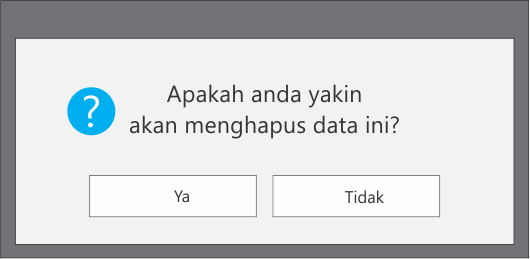 ?
Apakah anda yakin
akan menghapus data ini?
Ya
Tidak